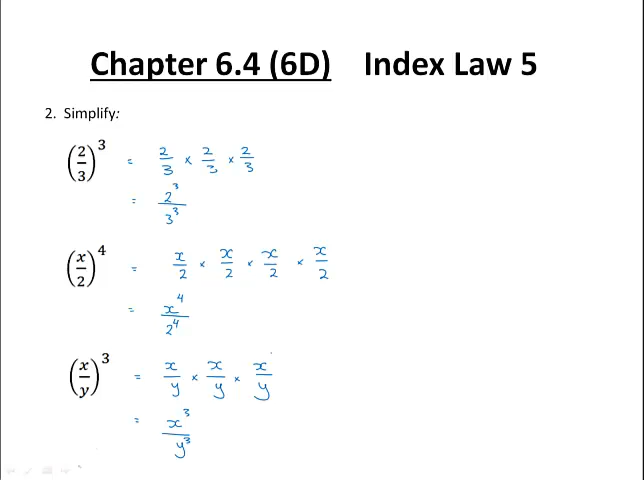 Chapter 6.4 (6D) Index Law 5
2. Simplify:
(2/3)^3 = 2/3 × 2/3 × 2/3
= 2^3/3^3
(x/2)^4 = x/2 × x/2 × x/2 × x/2
= x^4/2^4
(x/y)^3 = x/y × x/y × x/y
= x^3/y^3